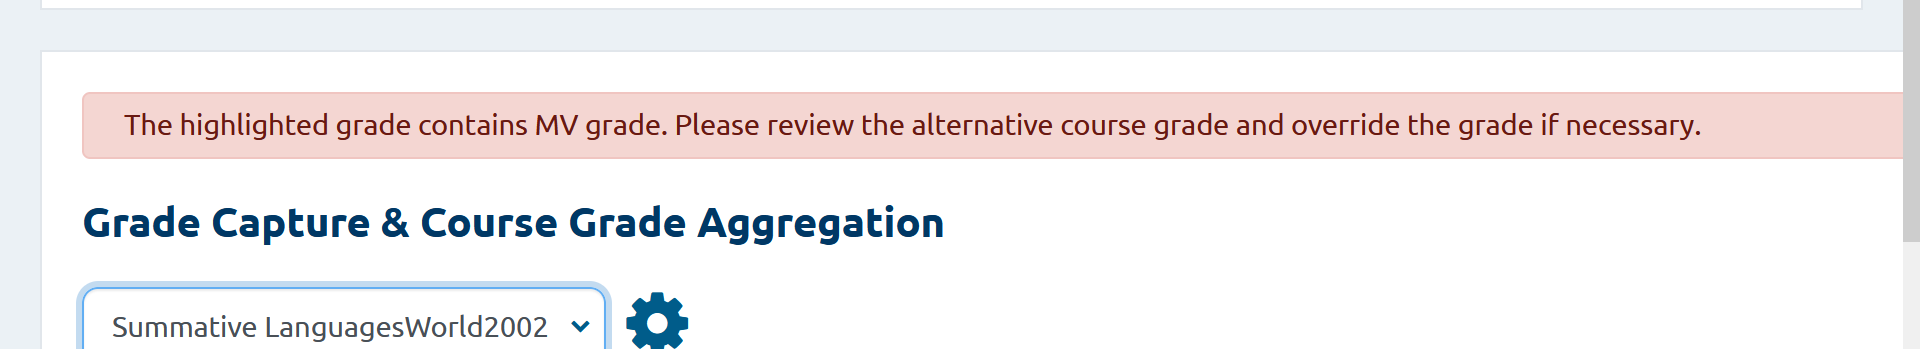 The highlighted grade contains MV grade. Please review the alternative course grade and override the grade if necessary.
Grade Capture & Course Grade Aggregation
Summative LanguagesWorld2002